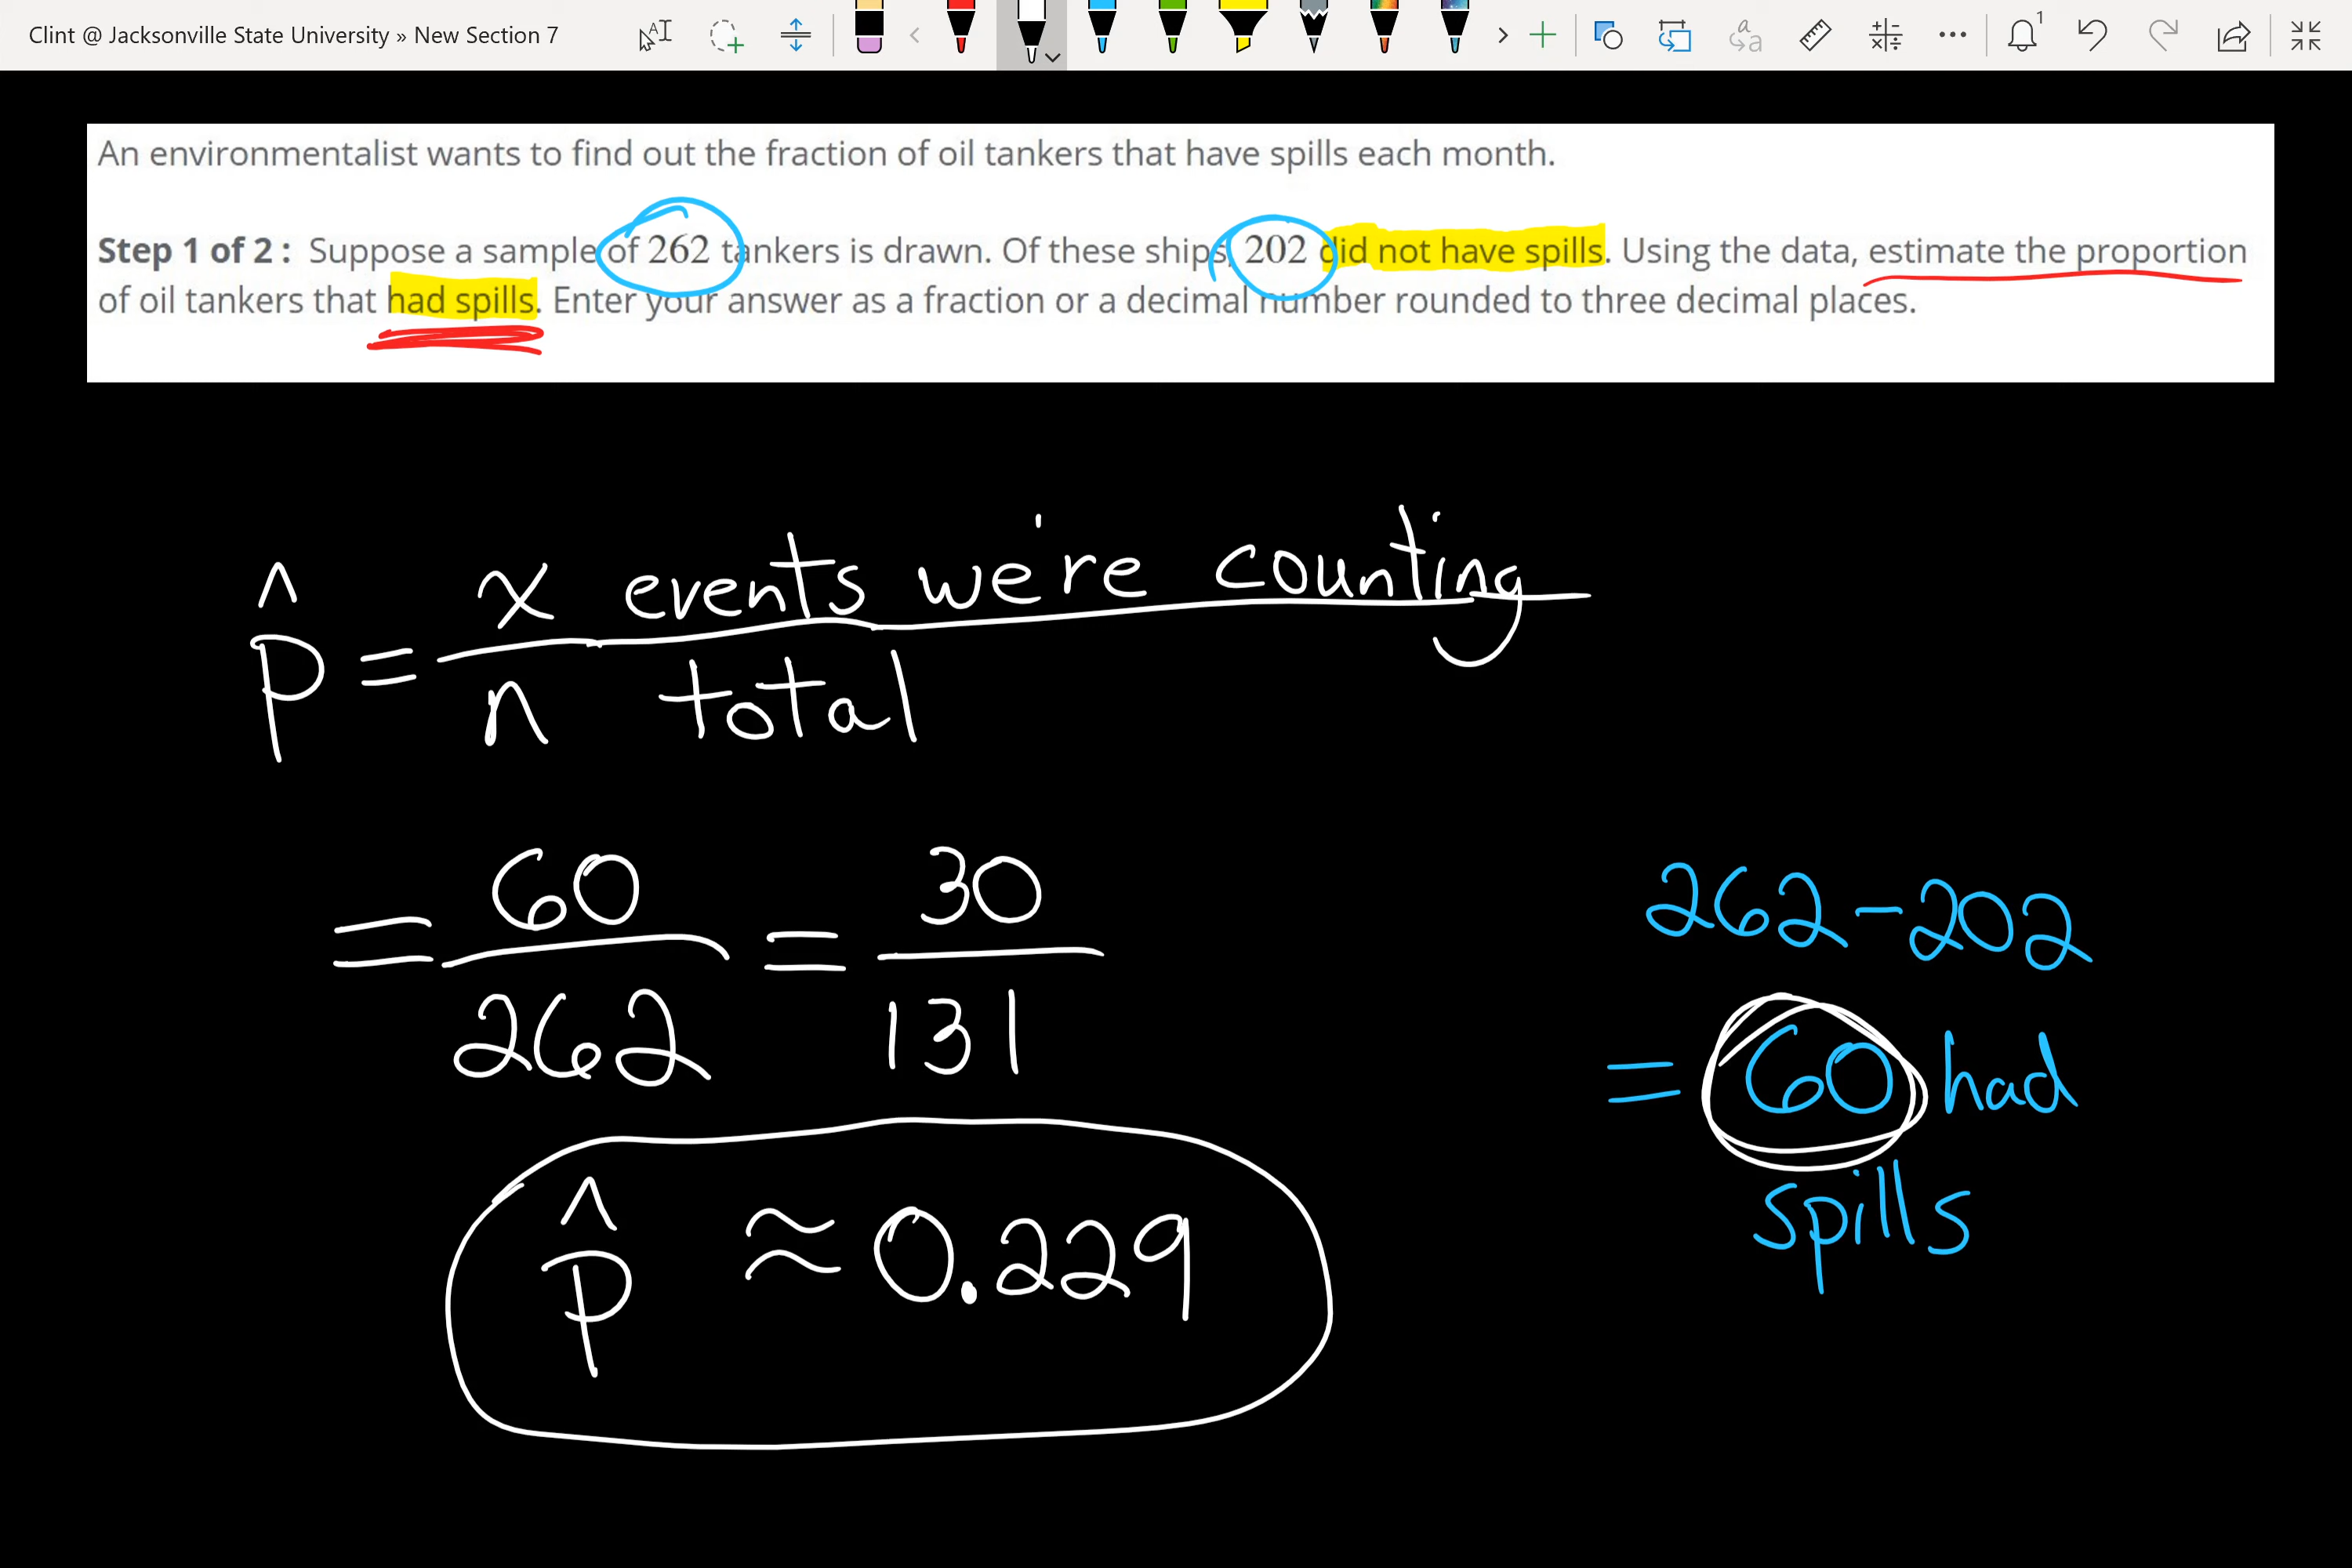 Clint @ Jacksonville State University » New Section 7
An environmentalist wants to find out the fraction of oil tankers that have spills each month.
Step 1 of 2 : Suppose a sample of 262 tankers is drawn. Of these ships, 202 did not have spills. Using the data, estimate the proportion
of oil tankers that had spills. Enter your answer as a fraction or a decimal number rounded to three decimal places.
p̂ = x events we're counting
n total
= 60 = 30
262 131
262-202
= 60 had
spills
p̂ ≈ 0.229